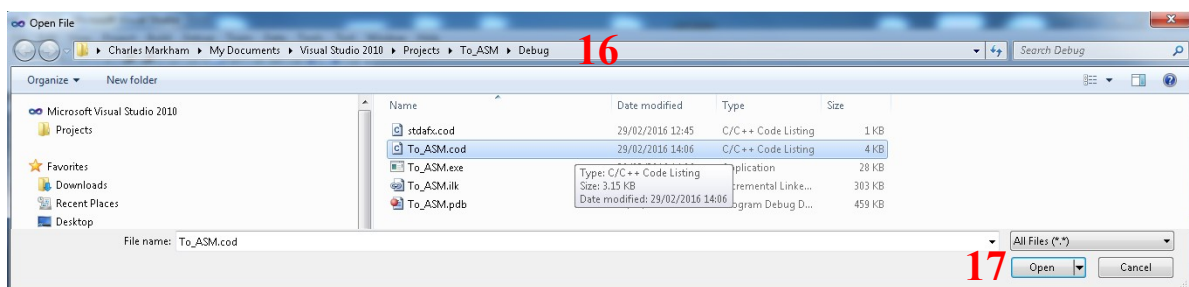 Open File
Charles Markham ▸ My Documents ▸ Visual Studio 2010 ▸ Projects ▸ To_ASM ▸ Debug 16 Search Debug
Organize New folder
Microsoft Visual Studio 2010 Name Date modified Type Size
Projects stdafx.cod 29/02/2016 12:45 C/C++ Code Listing 1 KB
To_ASM.cod 29/02/2016 14:06 C/C++ Code Listing 4 KB
Favorites To_ASM.exe plication 28 KB
Type: C/C++ Code Listing
Downloads To_ASM.ilk Size: 3.15 KB cremental Linke... 303 KB
Recent Places To_ASM.pdb Date modified: 29/02/2016 14:06 ogram Debug D... 459 KB
Desktop
File name: To_ASM.cod All Files (*.*)
17 Open Cancel